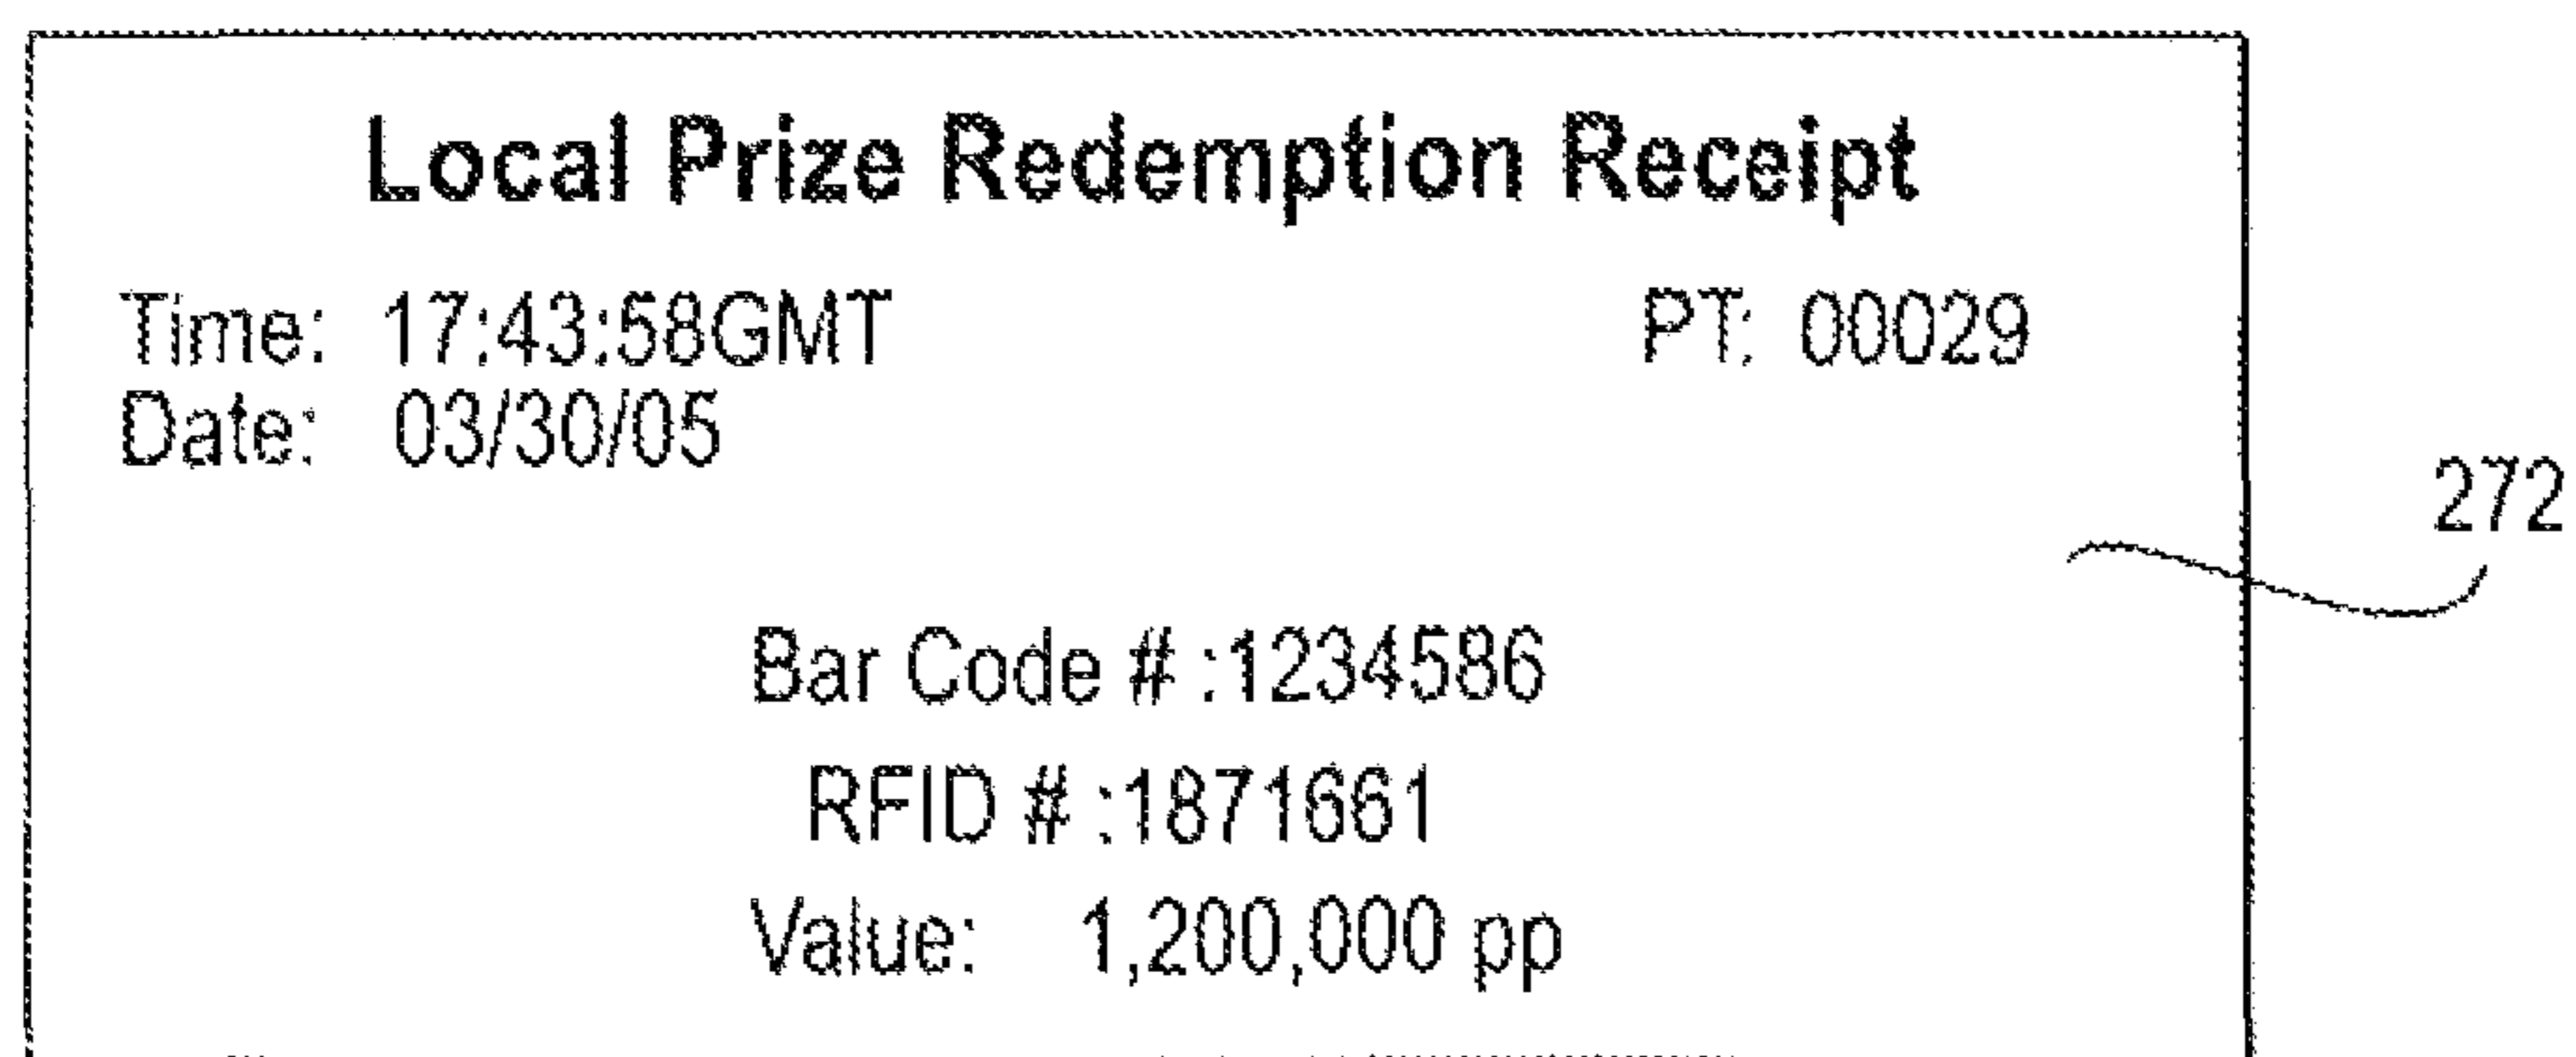 Local Prize Redemption Receipt
Time: 17:43:58GMT PT: 00029
Date: 03/30/05
272
Bar Code # :1234586
RFID # :1871661
Value: 1,200,000 pp